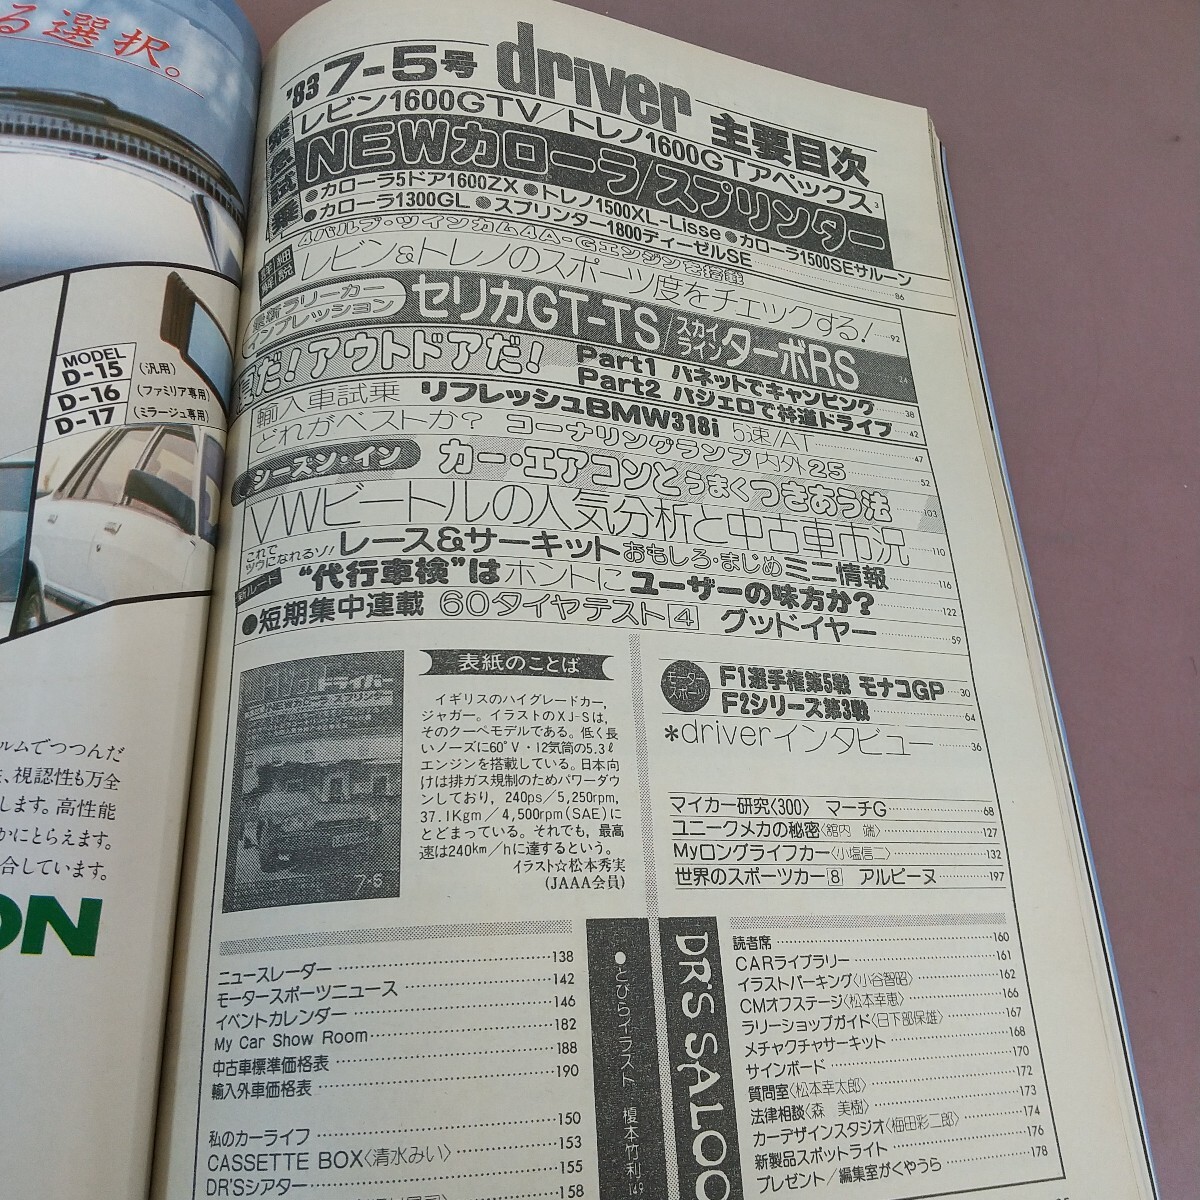 る選択。
MODEL
D-15(汎用)
D-16(ファミリア専用)
D-17(ミラージュ専用)
ルムでつつんだ
、視認性も万全
します。高性能
かにとらえます。
合しています。
ON
'83 7-5号 driver 主要目次
レビン1600GTV/トレノ1600GTアペックス 3
NEWカローラ/スプリンター
●カローラ5ドア1600ZX●トレノ1500XL-Lisse●カローラ1500SEサルーン
●カローラ1300GL●スプリンター1800ディーゼルSE 86
4バルブ・ツインカム4A-Gエンジンを搭載
レビン&トレノのスポーツ度をチェックする! 92
最新ラリーカーインプレッション セリカGT-TS/スカイラインターボRS 24
夏だ!アウトドアだ! Part1 バネットでキャンピング 38
Part2 パジェロで林道ドライブ 42
輸入車試乗 リフレッシュBMW318i 5速/AT 47
どれがベストか? コーナリングランプ内外25 52
シーズン・イン カー・エアコンとうまくつきあう法 103
VWビートルの人気分析と中古車市況 110
これでツウになれるゾ! レース&サーキットおもしろ・まじめミニ情報 116
“代行車検”はホントにユーザーの味方か? 122
●短期集中連載 60タイヤテスト4 グッドイヤー 59
表紙のことば
イギリスのハイグレードカー,
ジャガー。イラストのXJ-Sは,
そのクーペモデルである。低く長
いノーズに60°V・12気筒の5.3ℓ
エンジンを搭載している。日本向
けは排ガス規制のためパワーダウ
ンしており, 240ps/5,250rpm,
37.1Kgm/4,500rpm(SAE)に
とどまっている。それでも, 最高
速は240km/hに達するという。
イラスト☆松本秀実
(JAAA会員)
ドライバー
7-5
モータースポーツ
F1選手権第5戦 モナコGP 30
F2シリーズ第3戦 64
*driverインタビュー 36
マイカー研究〈300〉 マーチG 68
ユニークメカの秘密〈舘内 端〉 127
Myロングライフカー〈小塩信二〉 132
世界のスポーツカー8 アルピーヌ 197
ニュースレーダー 138
モータースポーツニュース 142
イベントカレンダー 146
My Car Show Room 182
中古車標準価格表 188
輸入外車価格表 190
私のカーライフ 150
CASSETTE BOX〈清水みい〉 153
DR'Sシアター 155
158
●とびらイラスト 榎本竹利 149
DR'S SALOO
読者席 160
CARライブラリー 161
イラストパーキング〈小谷智昭〉 162
CMオフステージ〈松本幸恵〉 166
ラリーショップガイド〈日下部保雄〉 167
メチャクチャサーキット 168
サインボード 170
質問室〈松本幸太郎〉 172
法律相談〈森 美樹〉 173
カーデザインスタジオ〈梅田彩二郎〉 174
新製品スポットライト 176
プレゼント/編集室がくやうら 178